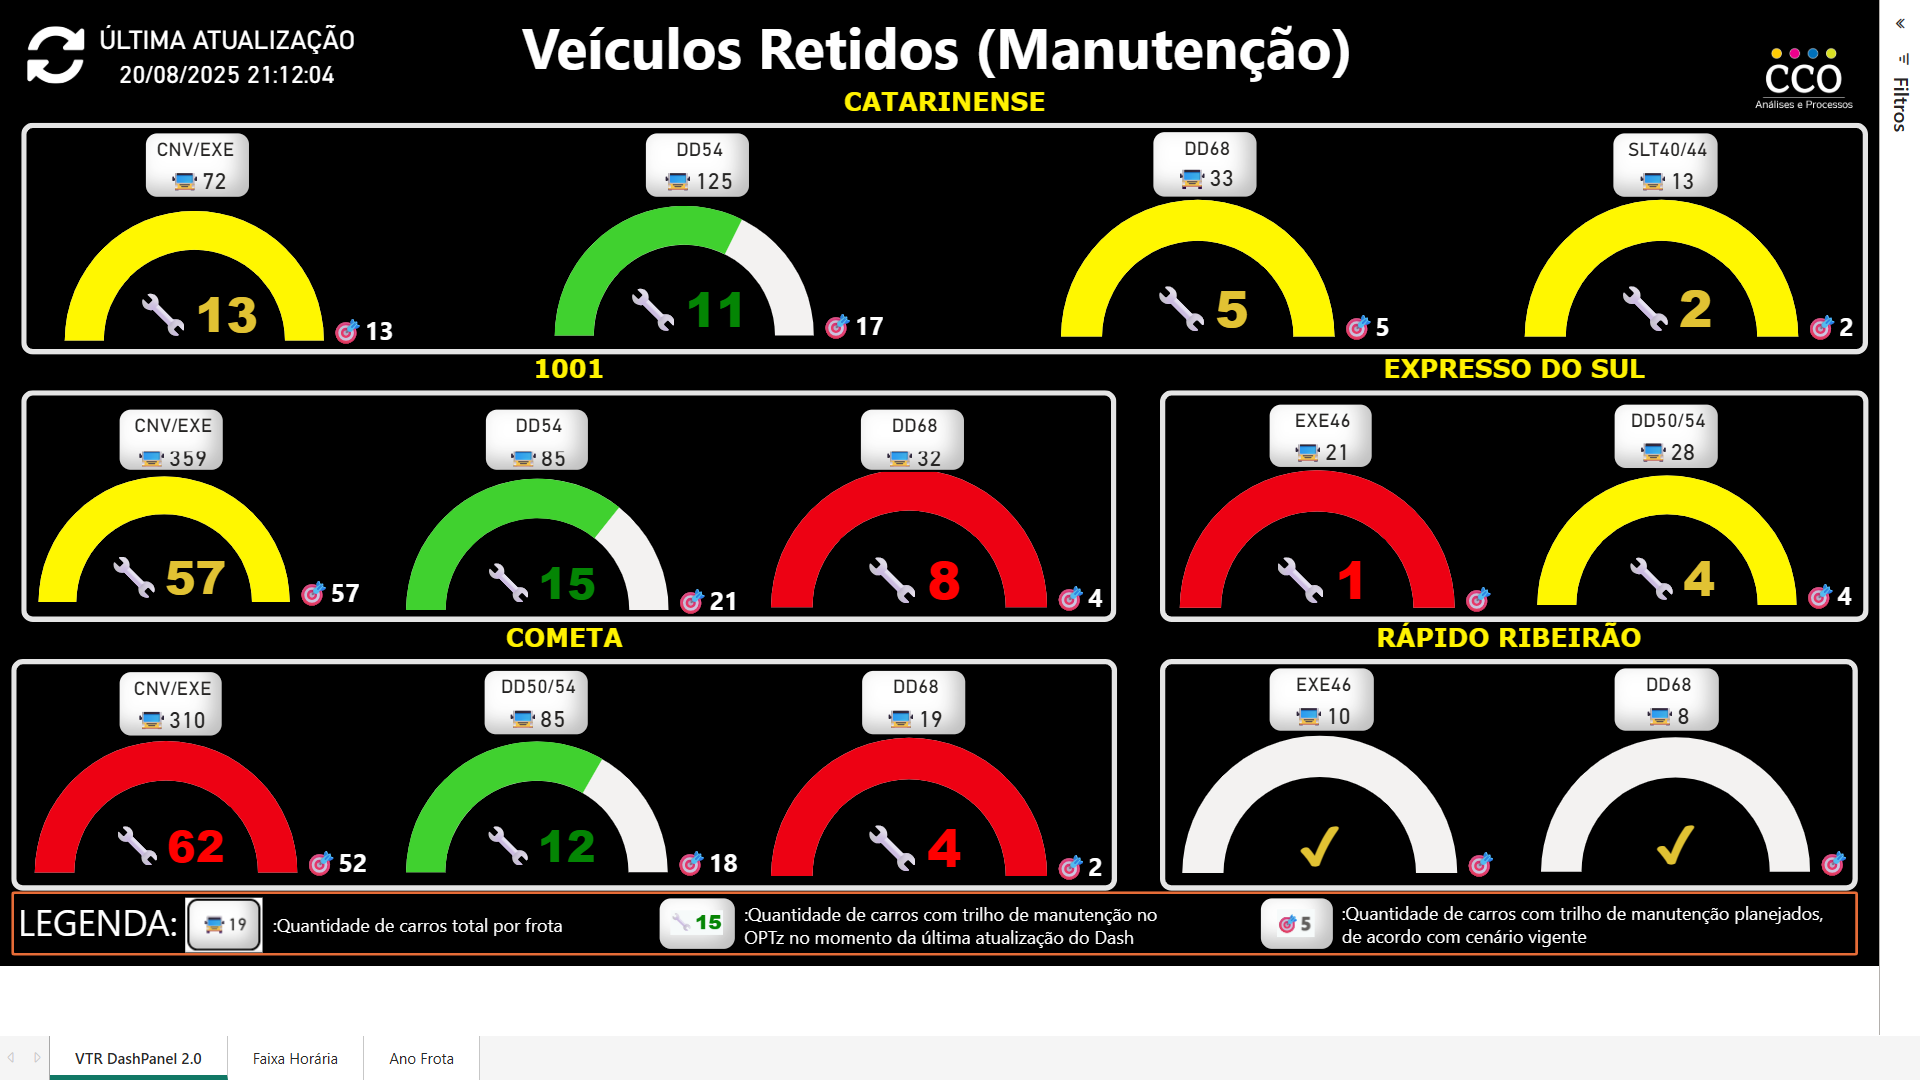 ÚLTIMA ATUALIZAÇÃO
20/08/2025 21:12:04
Veículos Retidos (Manutenção)
CCO
Análises e Processos
Filtros
CATARINENSE
CNV/EXE
72
13
13
DD54
125
11
17
DD68
33
5
5
SLT40/44
13
2
2
1001
CNV/EXE
359
57
57
DD54
85
15
21
DD68
32
8
4
EXPRESSO DO SUL
EXE46
21
1
DD50/54
28
4
4
COMETA
CNV/EXE
310
62
52
DD50/54
85
12
18
DD68
19
4
2
RÁPIDO RIBEIRÃO
EXE46
10
DD68
8
LEGENDA:
19
:Quantidade de carros total por frota
15
:Quantidade de carros com trilho de manutenção no
OPTz no momento da última atualização do Dash
5
:Quantidade de carros com trilho de manutenção planejados,
de acordo com cenário vigente
VTR DashPanel 2.0
Faixa Horária
Ano Frota